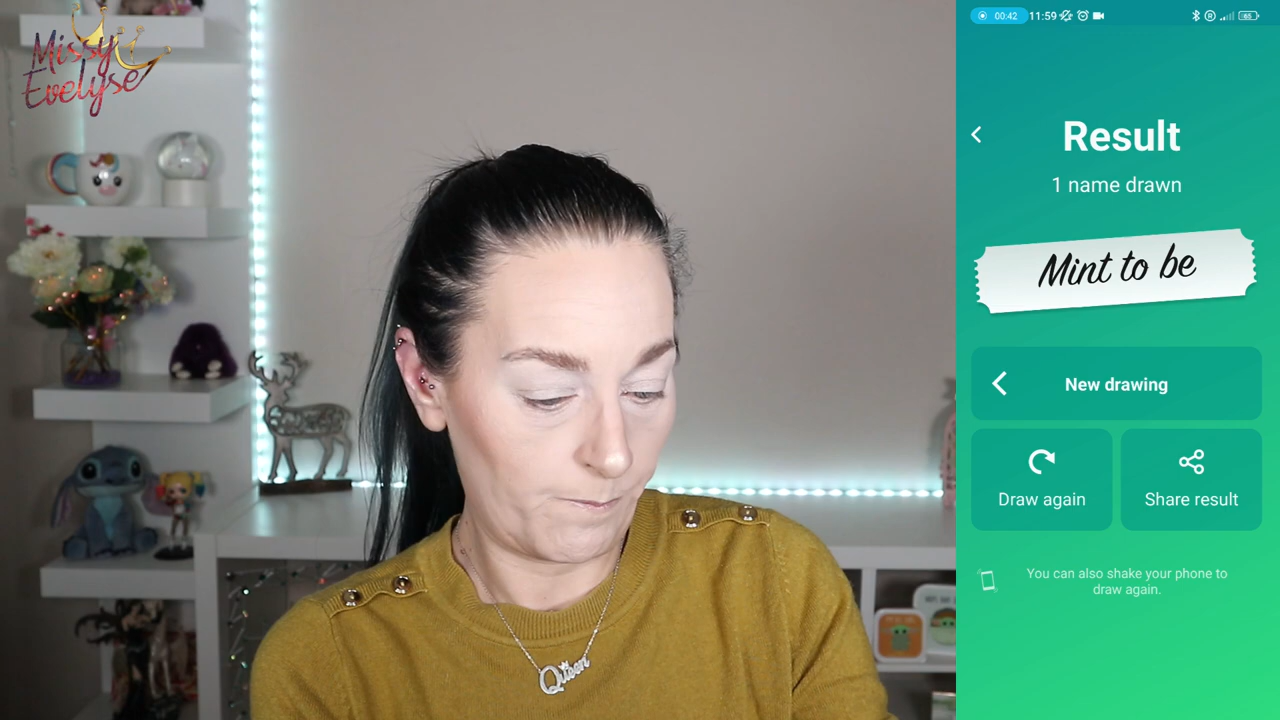 Missy
Evelyse
00:42 11:59
65
Result
1 name drawn
Mint to be
New drawing
Draw again
Share result
You can also shake your phone to
draw again.
Queen